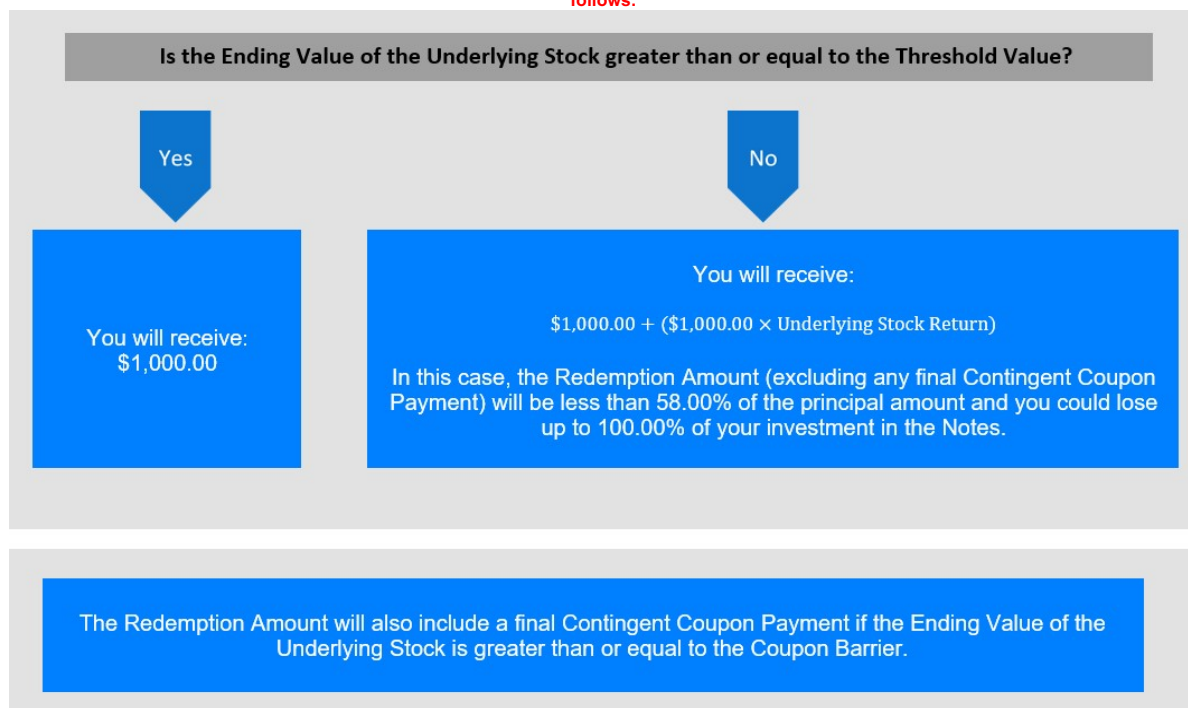 follows:
Is the Ending Value of the Underlying Stock greater than or equal to the Threshold Value?
Yes
No
You will receive:
$1,000.00
You will receive:
$1,000.00 + ($1,000.00 × Underlying Stock Return)
In this case, the Redemption Amount (excluding any final Contingent Coupon
Payment) will be less than 58.00% of the principal amount and you could lose
up to 100.00% of your investment in the Notes.
The Redemption Amount will also include a final Contingent Coupon Payment if the Ending Value of the
Underlying Stock is greater than or equal to the Coupon Barrier.